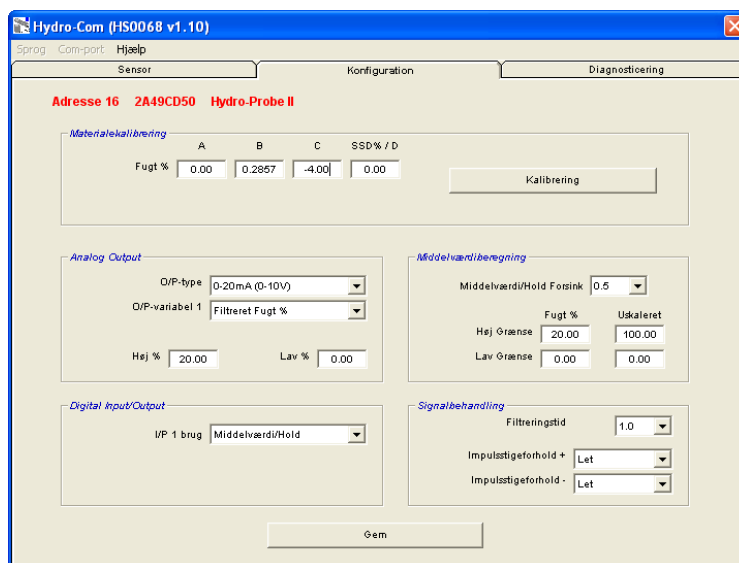 Hydro-Com (HS0068 v1.10)
Sprog Com-port Hjælp
Sensor Konfiguration Diagnosticering
Adresse 16 2A49CD50 Hydro-Probe II
Materialekalibrering
A B C SSD% / D
Fugt % 0.00 0.2857 -4.00 0.00
Kalibrering
Analog Output
O/P-type 0-20mA (0-10V)
O/P-variabel 1 Filtreret Fugt %
Høj % 20.00 Lav % 0.00
Middelværdiberegning
Middelværdi/Hold Forsink 0.5
Fugt % Uskaleret
Høj Grænse 20.00 100.00
Lav Grænse 0.00 0.00
Digital Input/Output
I/P 1 brug Middelværdi/Hold
Signalbehandling
Filtreringstid 1.0
Impulsstigeforhold + Let
Impulsstigeforhold - Let
Gem